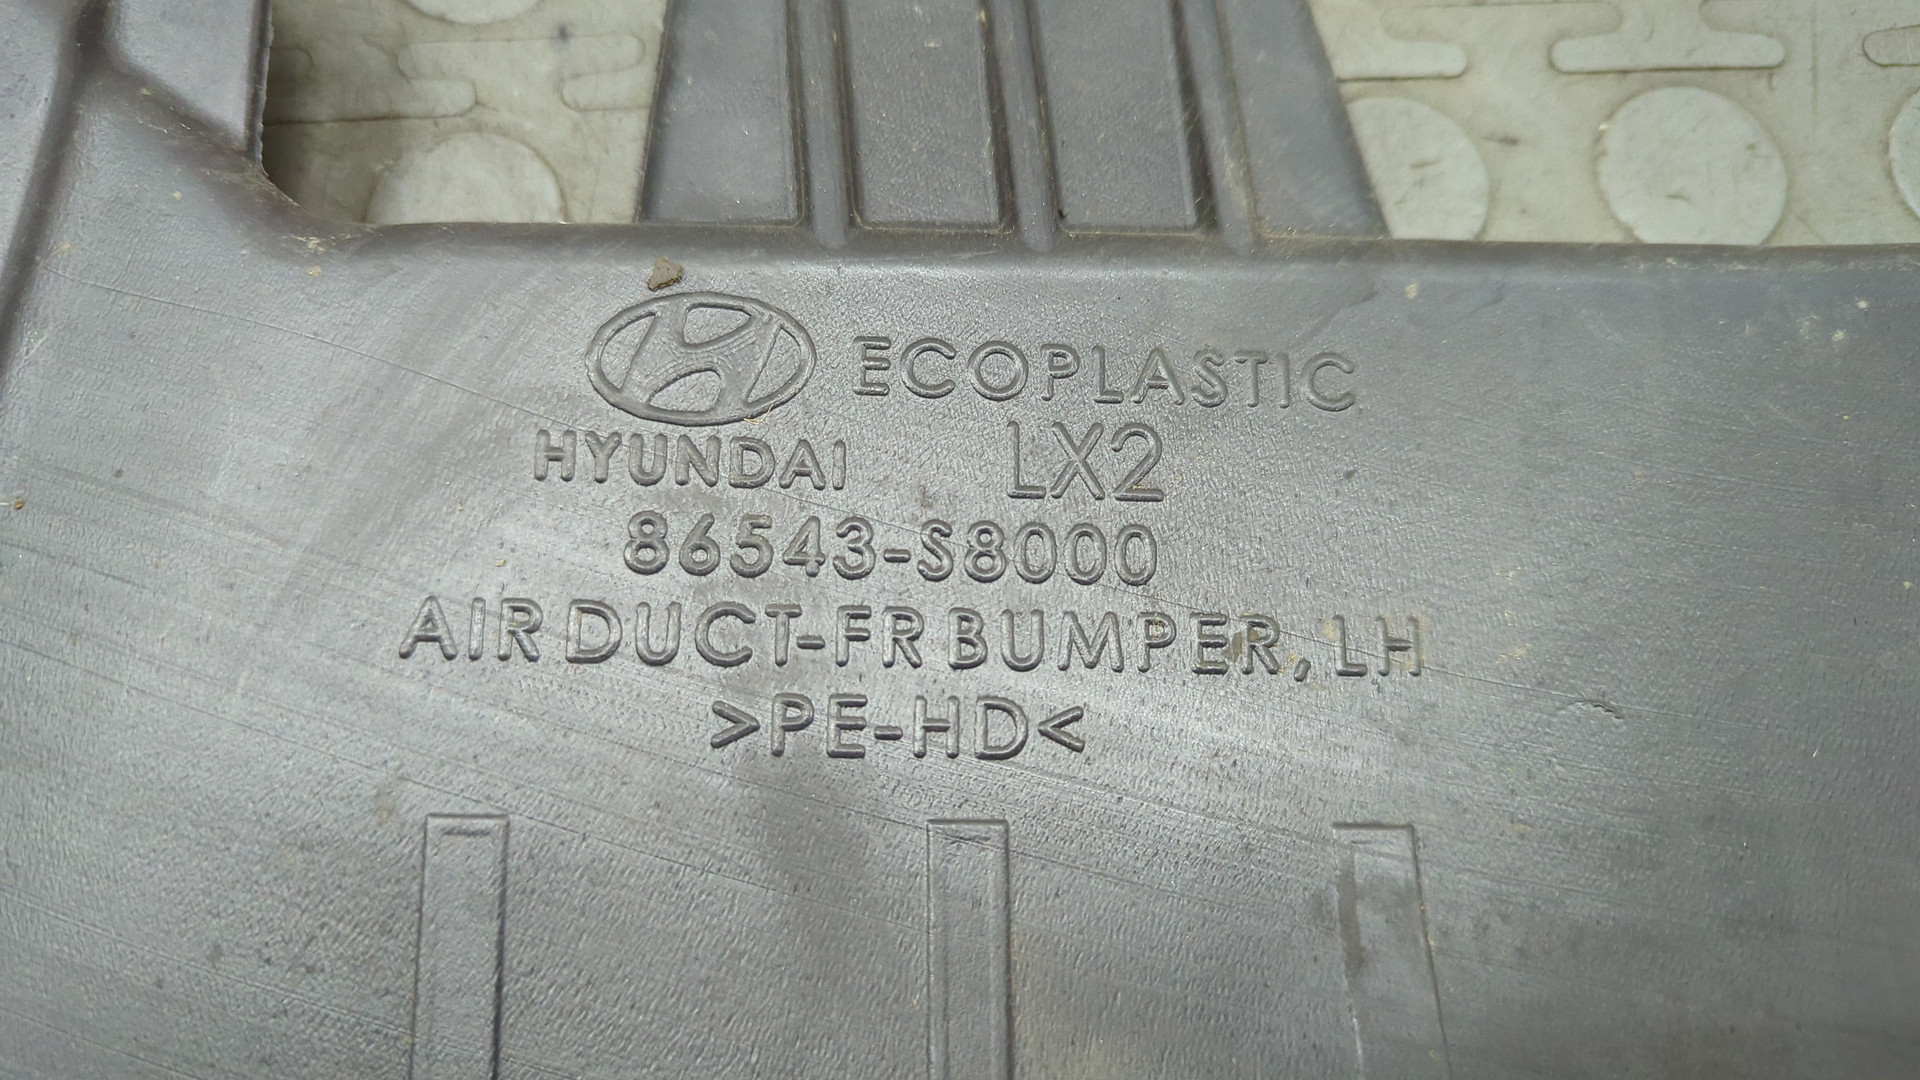 ECOPLASTIC
HYUNDAI LX2
86543-S8000
AIR DUCT-FR BUMPER, LH
>PE-HD<